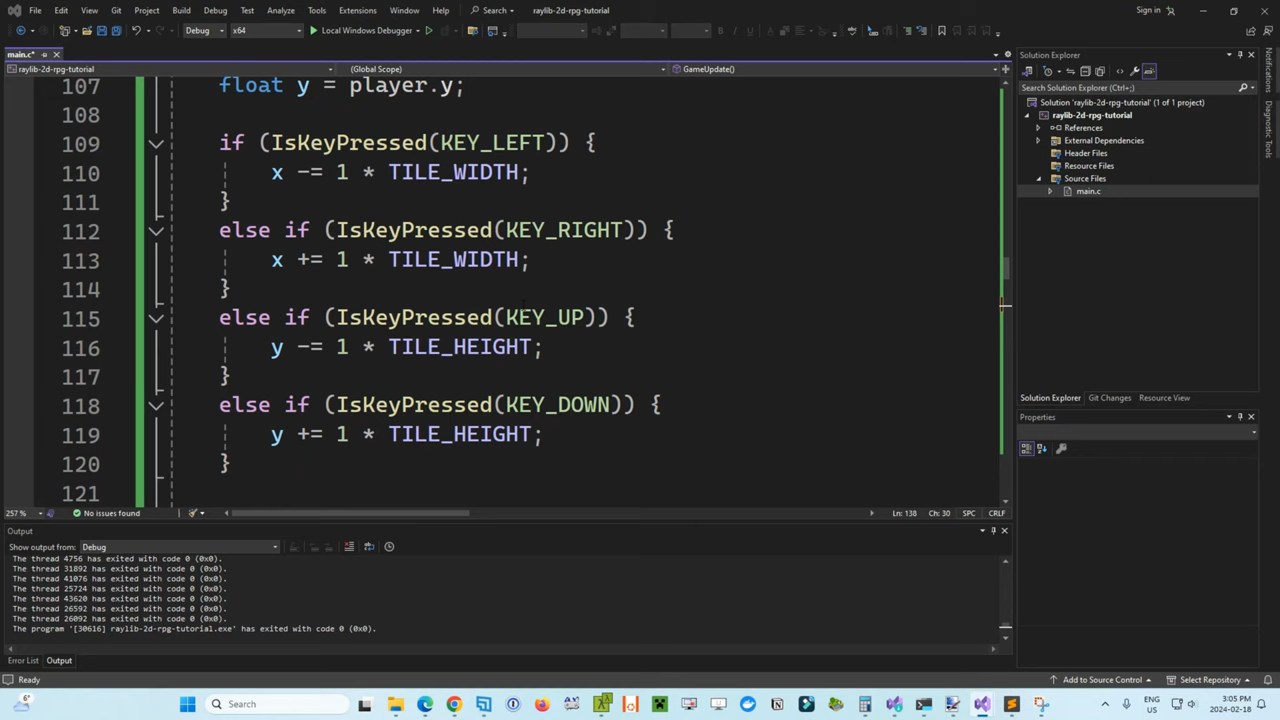 File Edit View Git Project Build Debug Test Analyze Tools Extensions Window Help Search raylib-2d-rpg-tutorial Sign in
Debug x64 Local Windows Debugger
main.c*
raylib-2d-rpg-tutorial (Global Scope) GameUpdate()
107 float y = player.y;
108
109 if (IsKeyPressed(KEY_LEFT)) {
110 x -= 1 * TILE_WIDTH;
111 }
112 else if (IsKeyPressed(KEY_RIGHT)) {
113 x += 1 * TILE_WIDTH;
114 }
115 else if (IsKeyPressed(KEY_UP)) {
116 y -= 1 * TILE_HEIGHT;
117 }
118 else if (IsKeyPressed(KEY_DOWN)) {
119 y += 1 * TILE_HEIGHT;
120 }
121
257 % No issues found Ln: 138 Ch: 30 SPC CRLF
Output
Show output from: Debug
The thread 4756 has exited with code 0 (0x0).
The thread 31892 has exited with code 0 (0x0).
The thread 41076 has exited with code 0 (0x0).
The thread 25724 has exited with code 0 (0x0).
The thread 43620 has exited with code 0 (0x0).
The thread 26592 has exited with code 0 (0x0).
The thread 26092 has exited with code 0 (0x0).
The program '[30616] raylib-2d-rpg-tutorial.exe' has exited with code 0 (0x0).
Error List Output
Solution Explorer
Search Solution Explorer (Ctrl+;)
Solution 'raylib-2d-rpg-tutorial' (1 of 1 project)
raylib-2d-rpg-tutorial
References
External Dependencies
Header Files
Resource Files
Source Files
main.c
Solution Explorer Git Changes Resource View
Properties
Notifications
Diagnostic Tools
Ready Add to Source Control Select Repository
6° Search ENG US 3:05 PM 2024-02-18